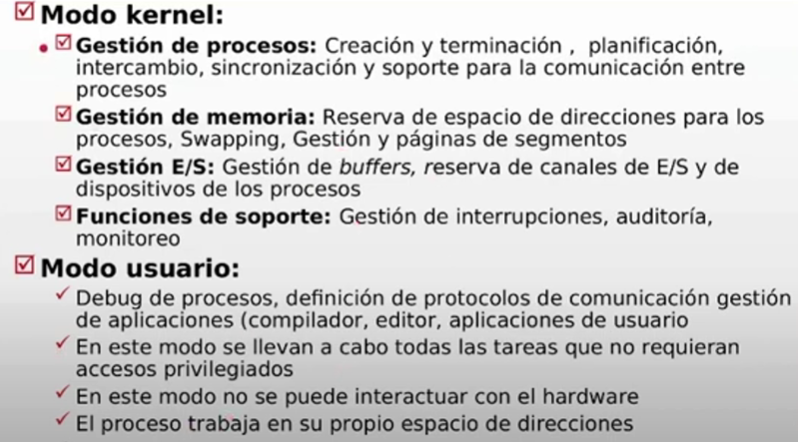 Modo kernel:
Gestión de procesos: Creación y terminación , planificación,
intercambio, sincronización y soporte para la comunicación entre
procesos
Gestión de memoria: Reserva de espacio de direcciones para los
procesos, Swapping, Gestión y páginas de segmentos
Gestión E/S: Gestión de buffers, reserva de canales de E/S y de
dispositivos de los procesos
Funciones de soporte: Gestión de interrupciones, auditoría,
monitoreo
Modo usuario:
Debug de procesos, definición de protocolos de comunicación gestión
de aplicaciones (compilador, editor, aplicaciones de usuario
En este modo se llevan a cabo todas las tareas que no requieran
accesos privilegiados
En este modo no se puede interactuar con el hardware
El proceso trabaja en su propio espacio de direcciones